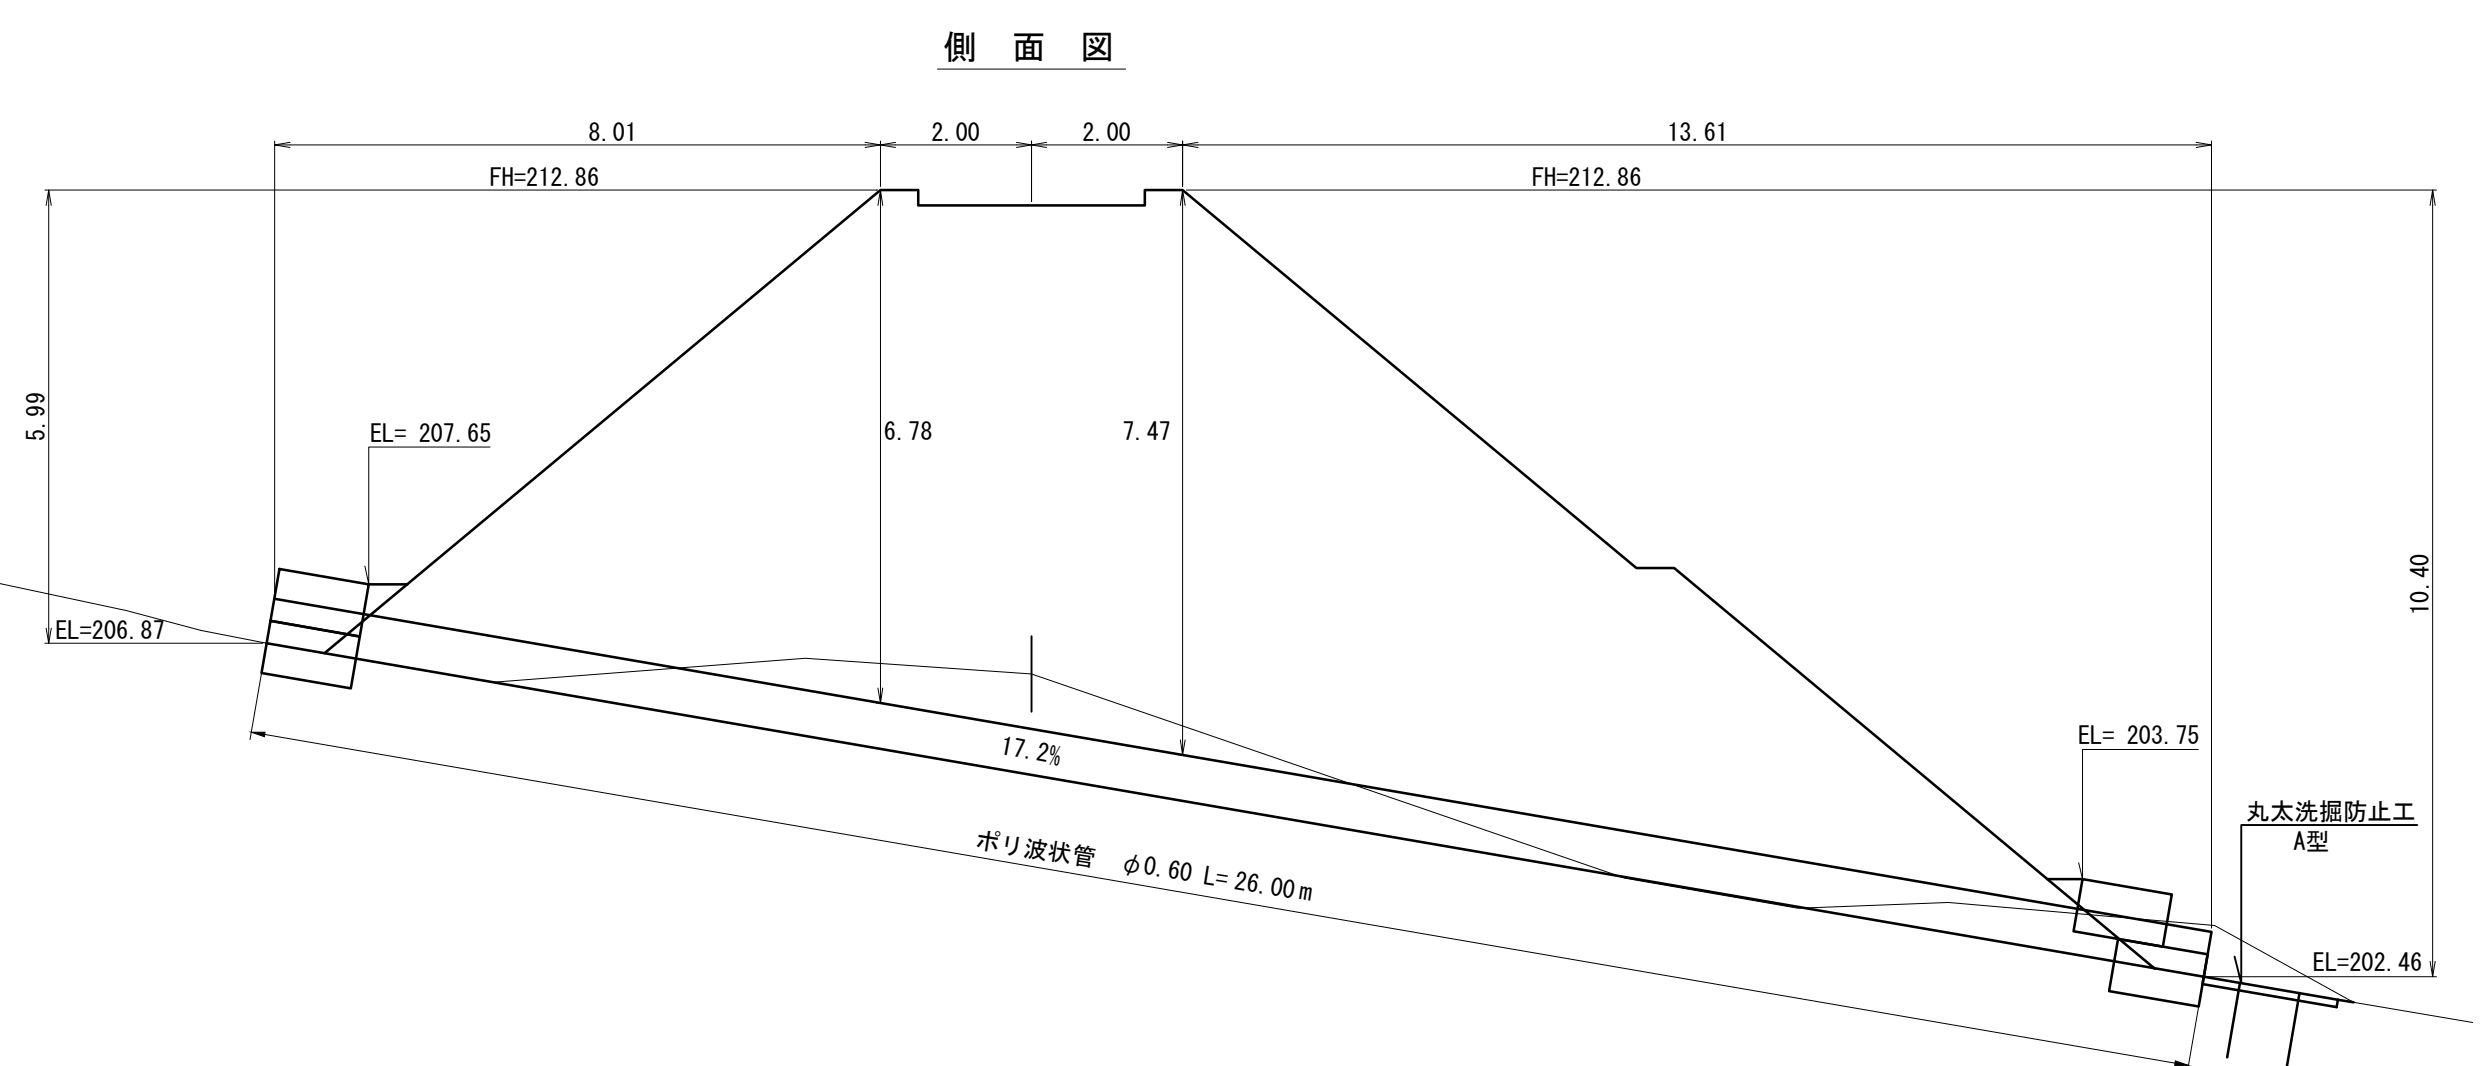 側 面 図
8.01
2.00
2.00
13.61
FH=212.86
FH=212.86
5.99
EL= 207.65
6.78
7.47
10.40
EL=206.87
17.2%
EL= 203.75
丸太洗掘防止工
A型
ポリ波状管 φ0.60 L= 26.00m
EL=202.46